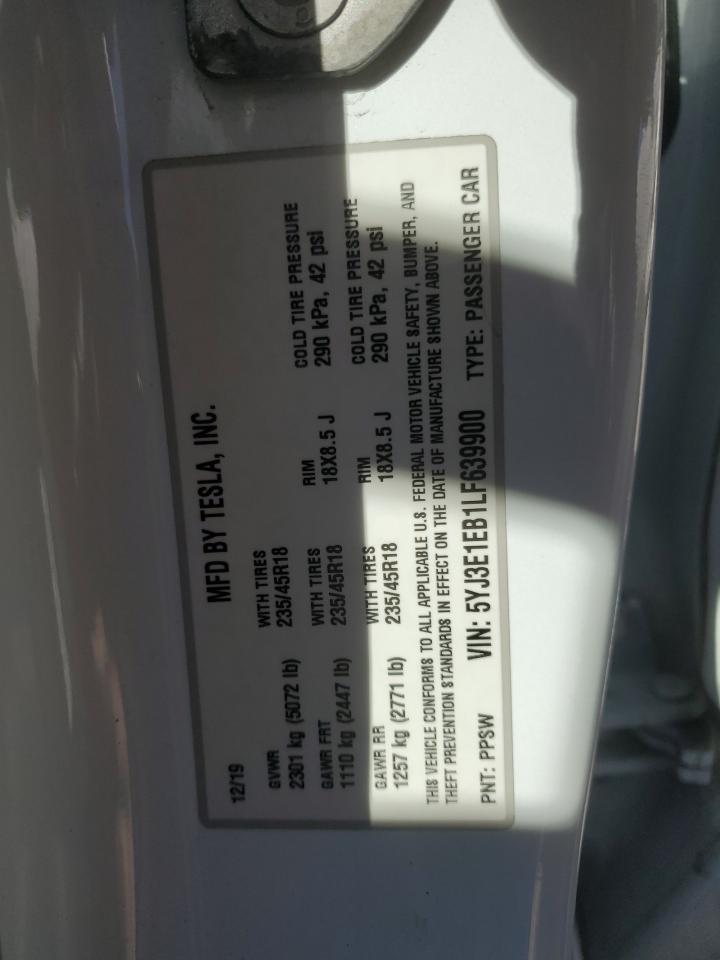 MFD BY TESLA, INC.
12/19
GVWR WITH TIRES
2301 kg (5072 lb) 235/45R18
GAWR FRT WITH TIRES RIM COLD TIRE PRESSURE
1110 kg (2447 lb) 235/45R18 18X8.5 J 290 kPa, 42 psi
GAWR RR WITH TIRES RIM COLD TIRE PRESSURE
1257 kg (2771 lb) 235/45R18 18X8.5 J 290 kPa, 42 psi
THIS VEHICLE CONFORMS TO ALL APPLICABLE U.S. FEDERAL MOTOR VEHICLE SAFETY, BUMPER, AND
THEFT PREVENTION STANDARDS IN EFFECT ON THE DATE OF MANUFACTURE SHOWN ABOVE.
PNT: PPSW VIN: 5YJ3E1EB1LF639900 TYPE: PASSENGER CAR